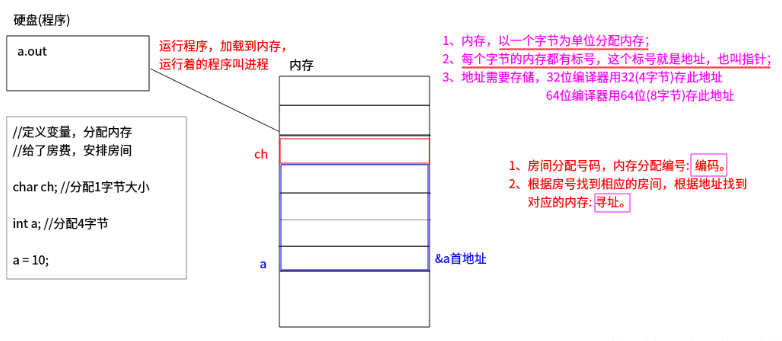 硬盘(程序)
a.out
运行程序，加载到内存，
运行着的程序叫进程
内存
1、内存，以一个字节为单位分配内存；
2、每个字节的内存都有标号，这个标号就是地址，也叫指针；
3、地址需要存储，32位编译器用32(4字节)存此地址
64位编译器用64位(8字节)存此地址
//定义变量，分配内存
//给了房费，安排房间
char ch; //分配1字节大小
int a; //分配4字节
a = 10;
ch
a
&a首地址
1、房间分配号码，内存分配编号: 编码。
2、根据房号找到相应的房间，根据地址找到
对应的内存: 寻址。